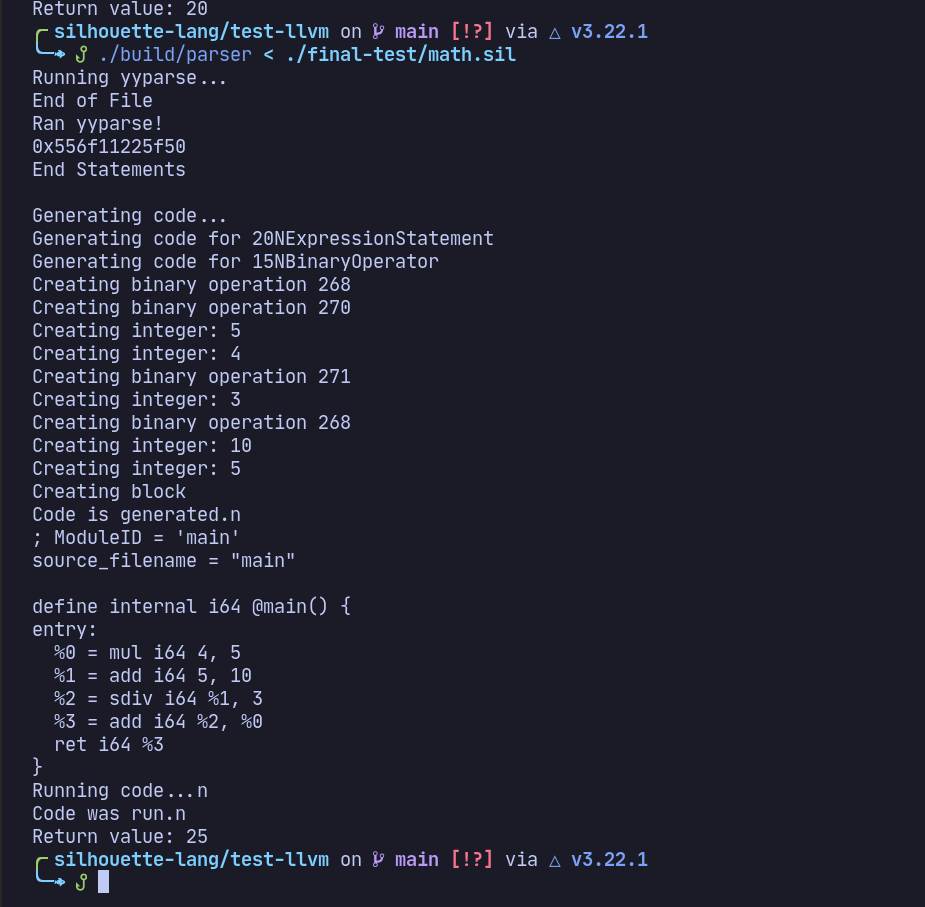 Return value: 20
silhouette-lang/test-llvm on main [!?] via △ v3.22.1
./build/parser < ./final-test/math.sil
Running yyparse...
End of File
Ran yyparse!
0x556f11225f50
End Statements
Generating code...
Generating code for 20NExpressionStatement
Generating code for 15NBinaryOperator
Creating binary operation 268
Creating binary operation 270
Creating integer: 5
Creating integer: 4
Creating binary operation 271
Creating integer: 3
Creating binary operation 268
Creating integer: 10
Creating integer: 5
Creating block
Code is generated.n
; ModuleID = 'main'
source_filename = "main"
define internal i64 @main() {
entry:
  %0 = mul i64 4, 5
  %1 = add i64 5, 10
  %2 = sdiv i64 %1, 3
  %3 = add i64 %2, %0
  ret i64 %3
}
Running code...n
Code was run.n
Return value: 25
silhouette-lang/test-llvm on main [!?] via △ v3.22.1